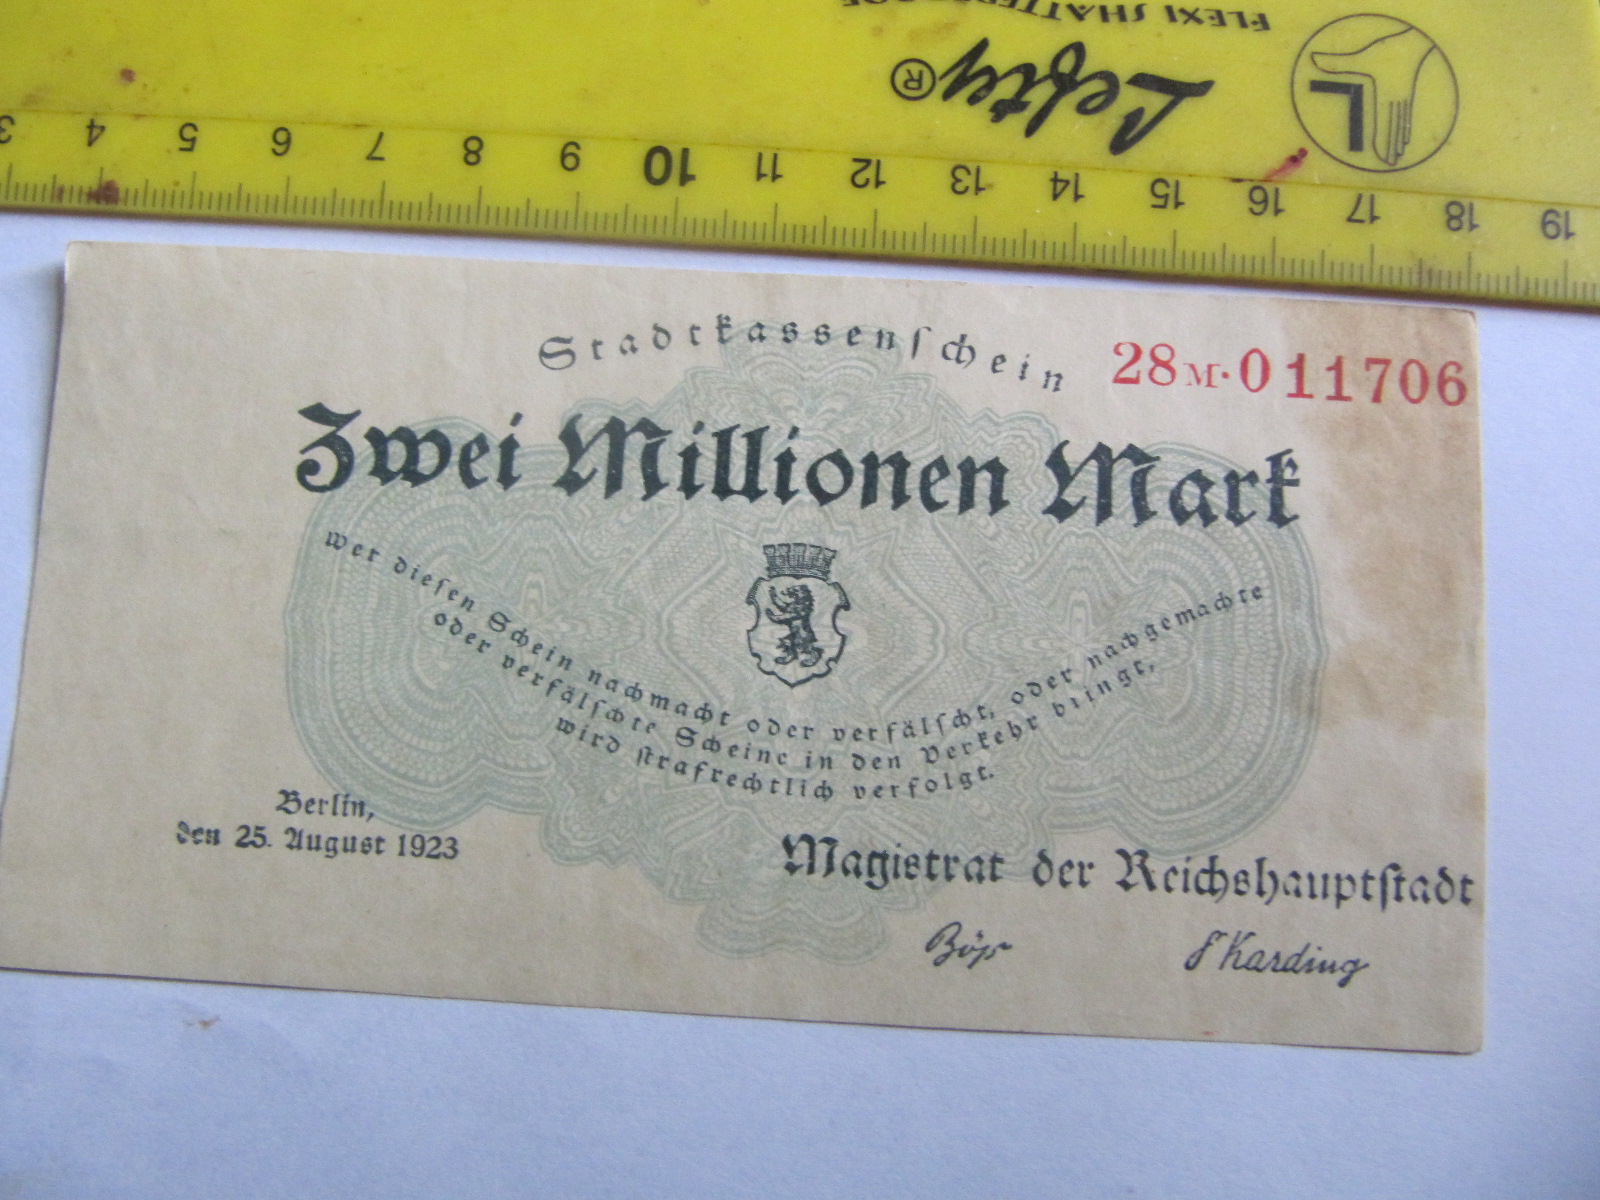 FLEXI SHATTERPROOF
Lefty®
L
3 4 5 6 7 8 9 10 11 12 13 14 15 16 17 18 19
Stadtkassenschein
28M·011706
Zwei Millionen Mark
wer diesen Schein nachmacht oder verfälscht, oder nachgemachte
oder verfälschte Scheine in den Verkehr bringt,
wird strafrechtlich verfolgt.
Berlin,
den 25. August 1923
Magistrat der Reichshauptstadt
Karding